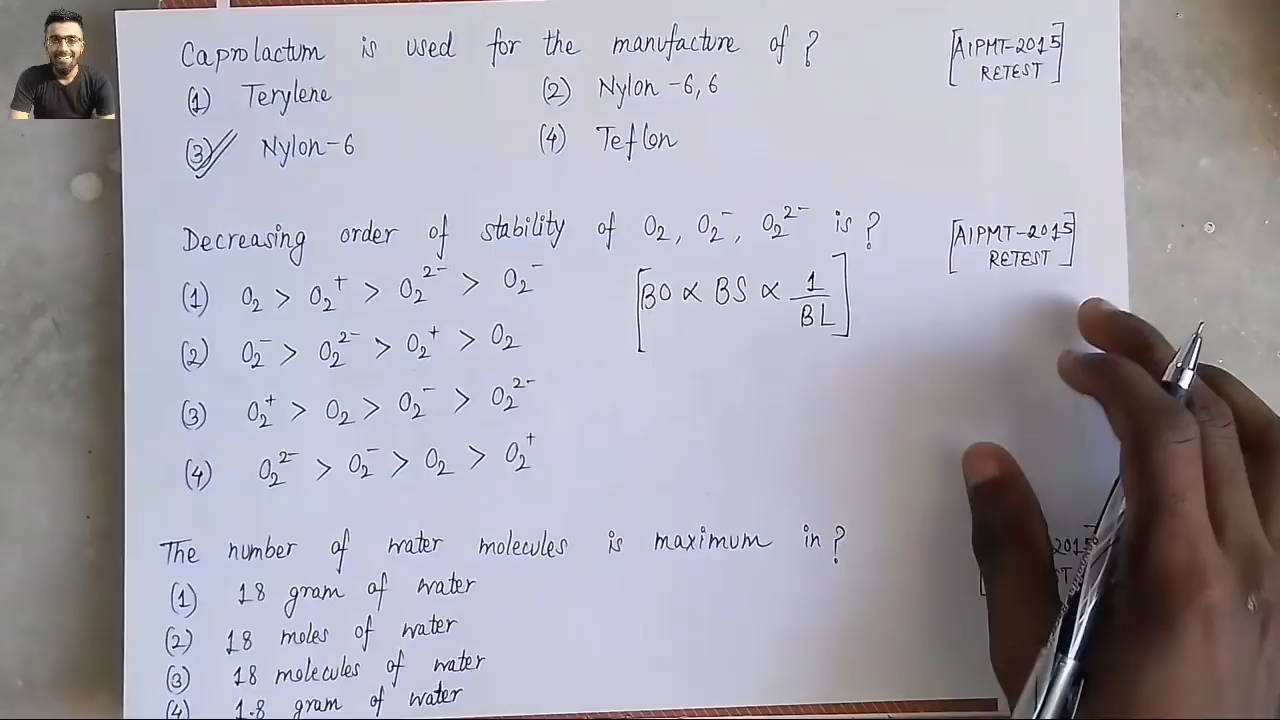 Caprolactum is used for the manufacture of ? [AIPMT-2015 RETEST]
(1) Terylene (2) Nylon-6,6
(3) Nylon-6 (4) Teflon
Decreasing order of stability of O₂, O₂⁻, O₂²⁻ is ? [AIPMT-2015 RETEST]
(1) O₂ > O₂⁺ > O₂²⁻ > O₂⁻
[BO ∝ BS ∝ 1/BL]
(2) O₂⁻ > O₂²⁻ > O₂⁺ > O₂
(3) O₂⁺ > O₂ > O₂⁻ > O₂²⁻
(4) O₂²⁻ > O₂⁻ > O₂ > O₂⁺
The number of water molecules is maximum in ? 2015
(1) 18 gram of water
(2) 18 moles of water
(3) 18 molecules of water
(4) 1.8 gram of water